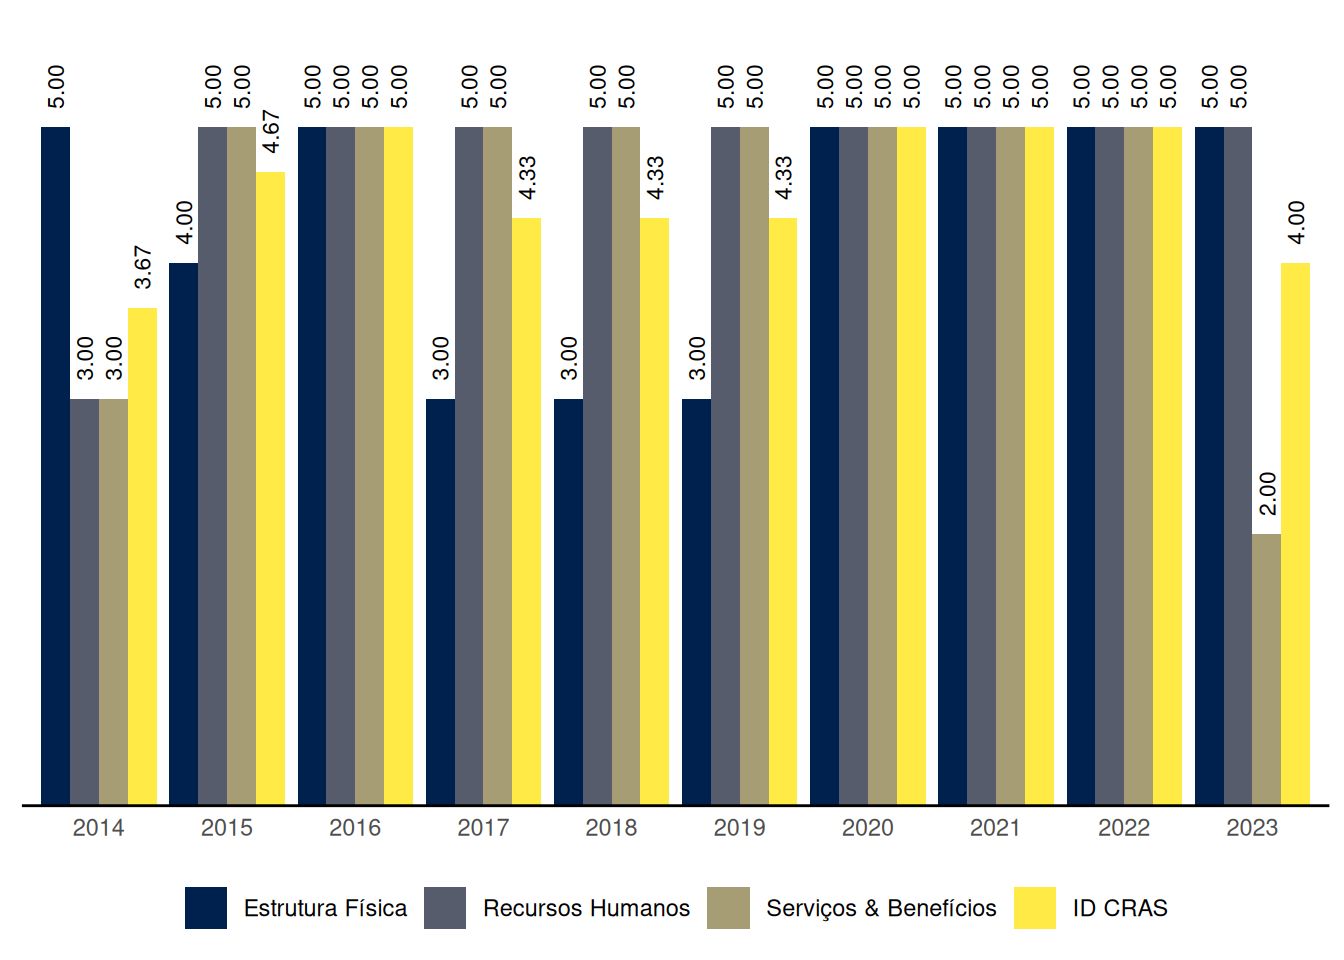 5.00 3.00 3.00 3.67 4.00 5.00 5.00 4.67 5.00 5.00 5.00 5.00 3.00 5.00 5.00 4.33 3.00 5.00 5.00 4.33 3.00 5.00 5.00 4.33 5.00 5.00 5.00 5.00 5.00 5.00 5.00 5.00 5.00 5.00 5.00 5.00 5.00 5.00 2.00 4.00
2014 2015 2016 2017 2018 2019 2020 2021 2022 2023
Estrutura Física Recursos Humanos Serviços & Benefícios ID CRAS